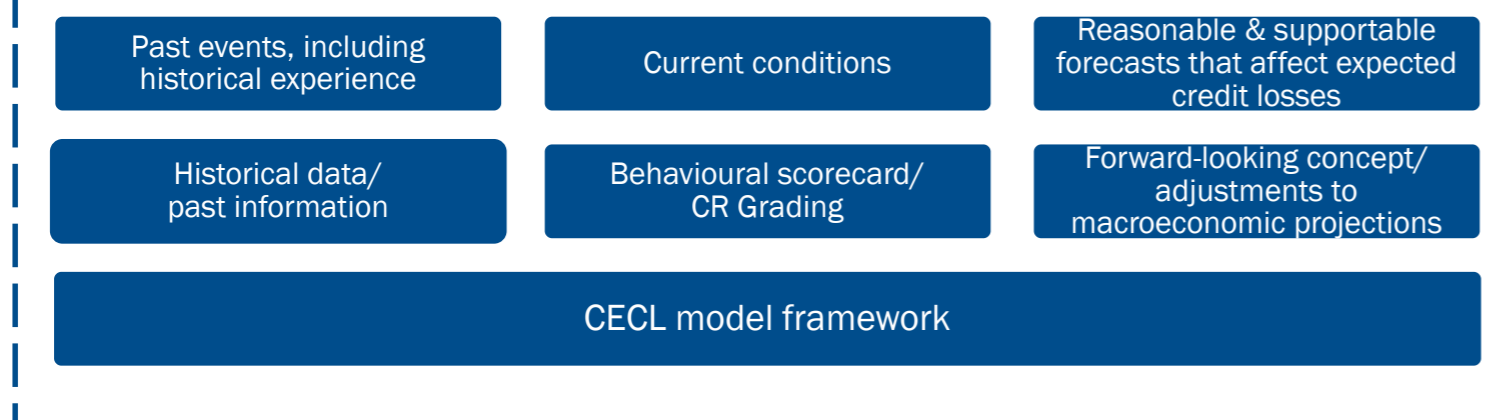 Past events, including
historical experience
Current conditions
Reasonable & supportable
forecasts that affect expected
credit losses
Historical data/
past information
Behavioural scorecard/
CR Grading
Forward-looking concept/
adjustments to
macroeconomic projections
CECL model framework